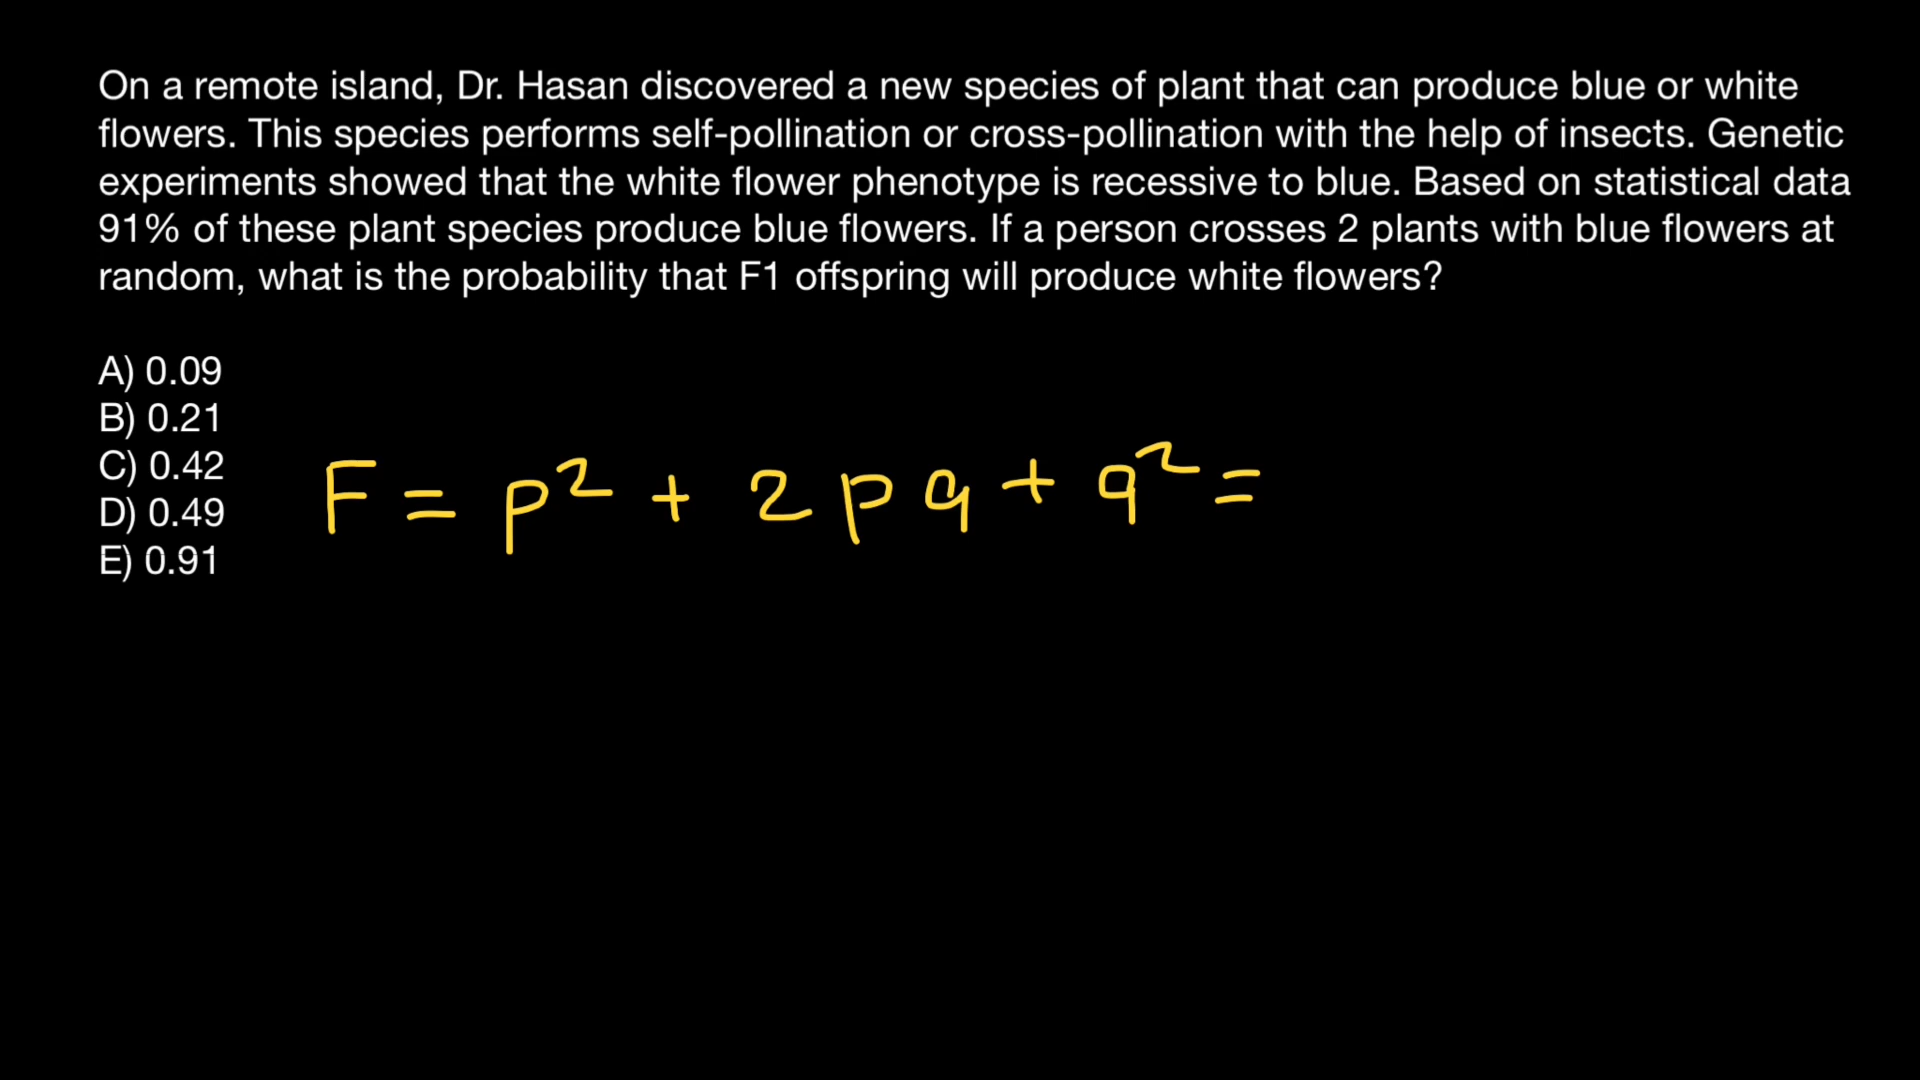 On a remote island, Dr. Hasan discovered a new species of plant that can produce blue or white
flowers. This species performs self-pollination or cross-pollination with the help of insects. Genetic
experiments showed that the white flower phenotype is recessive to blue. Based on statistical data
91% of these plant species produce blue flowers. If a person crosses 2 plants with blue flowers at
random, what is the probability that F1 offspring will produce white flowers?
A) 0.09
B) 0.21
C) 0.42
D) 0.49
E) 0.91
F = p² + 2pq + q² =